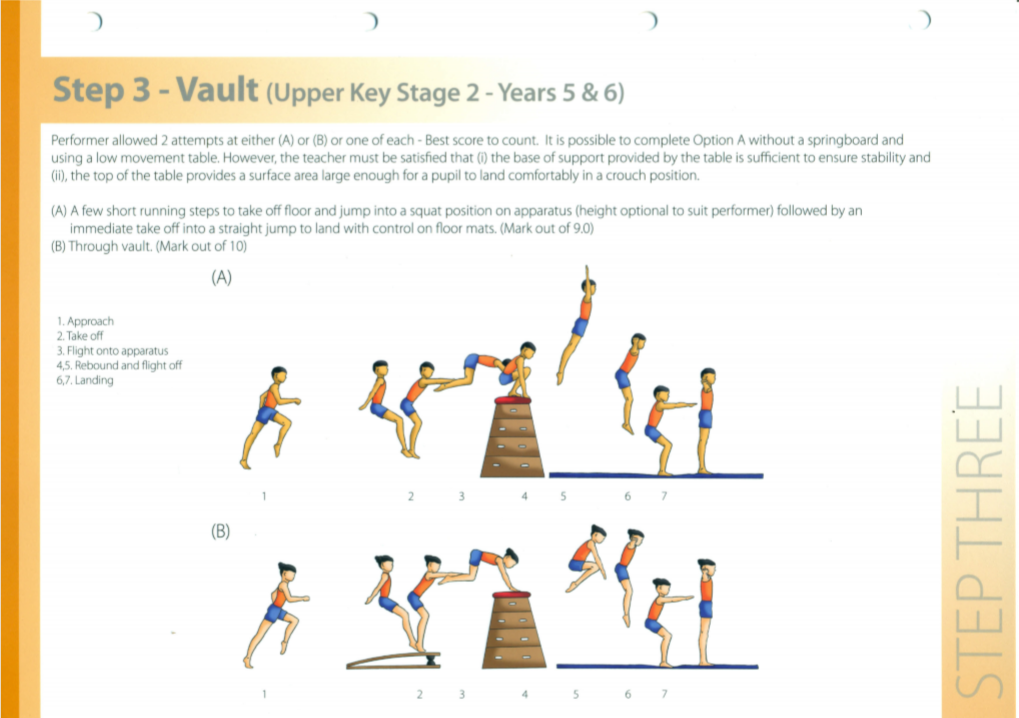 Step 3 - Vault (Upper Key Stage 2 - Years 5 & 6)
Performer allowed 2 attempts at either (A) or (B) or one of each - Best score to count. It is possible to complete Option A without a springboard and
using a low movement table. However, the teacher must be satisfied that (i) the base of support provided by the table is sufficient to ensure stability and
(ii), the top of the table provides a surface area large enough for a pupil to land comfortably in a crouch position.
(A) A few short running steps to take off floor and jump into a squat position on apparatus (height optional to suit performer) followed by an
immediate take off into a straight jump to land with control on floor mats. (Mark out of 9.0)
(B) Through vault. (Mark out of 10)
(A)
1. Approach
2. Take off
3. Flight onto apparatus
4,5. Rebound and flight off
6,7. Landing
1 2 3 4 5 6 7
(B)
1 2 3 4 5 6 7
STEP THREE